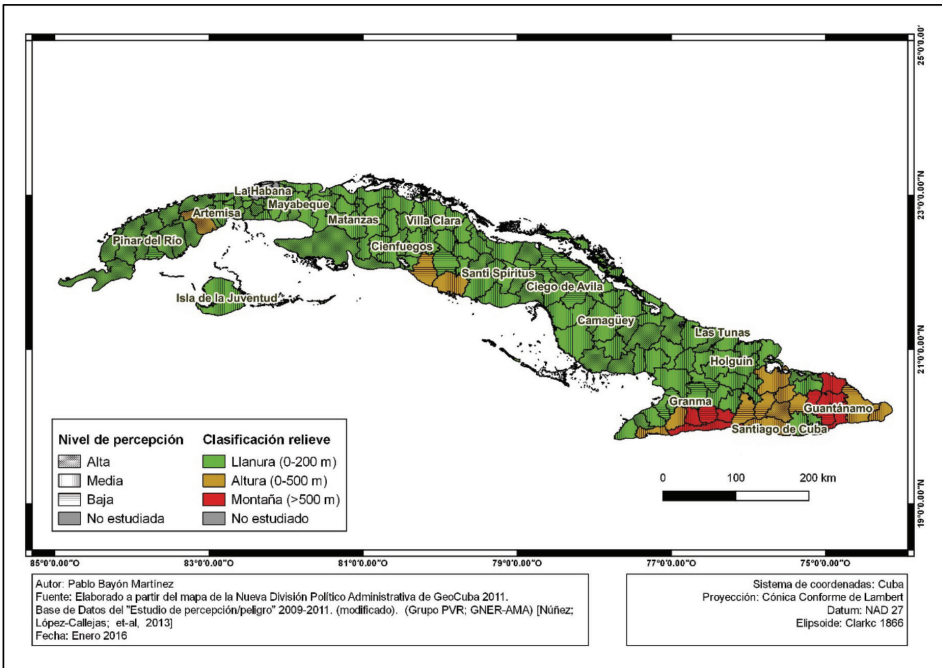 25°0'0.00"
23°0'0.00"N
21°0'0.00"N
19°0'0.00"N
La Habana
Mayabeque
Artemisa
Matanzas
Villa Clara
Pinar del Río
Cienfuegos
Santi Spíritus
Ciego de Avila
Isla de la Juventud
Camagüey
Las Tunas
Holguín
Granma
Guantánamo
Santiago de Cuba
Nivel de percepción
Alta
Media
Baja
No estudiada
Clasificación relieve
Llanura (0-200 m)
Altura (0-500 m)
Montaña (>500 m)
No estudiado
0 100 200 km
85°0'0.00"N 83°0'0.00"N 81°0'0.00"N 79°0'0.00"N 77°0'0.00"N 75°0'0.00"N
Autor: Pablo Bayón Martínez
Fuente: Elaborado a partir del mapa de la Nueva División Político Administrativa de GeoCuba 2011.
Base de Datos del "Estudio de percepción/peligro" 2009-2011. (modificado). (Grupo PVR; GNER-AMA) [Núñez;
López-Callejas; et-al, 2013]
Fecha: Enero 2016
Sistema de coordenadas: Cuba
Proyección: Cónica Conforme de Lambert
Datum: NAD 27
Elipsoide: Clarkc 1866